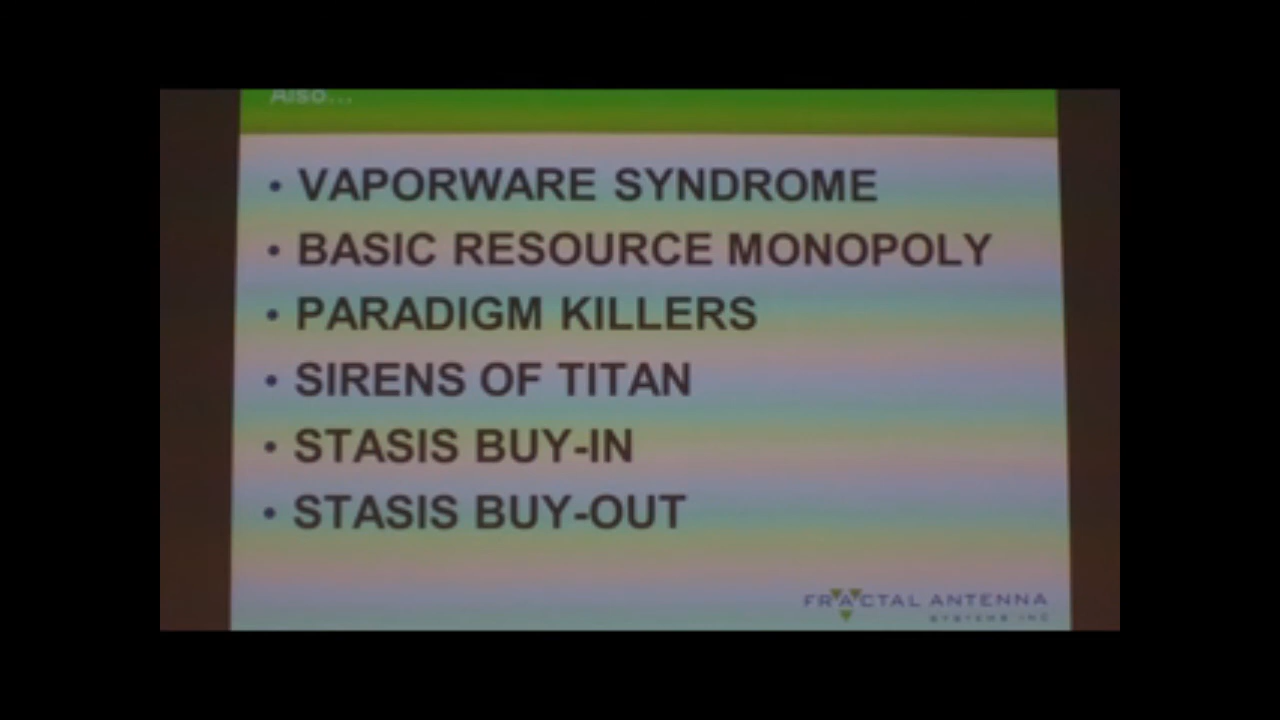 Also...
• VAPORWARE SYNDROME
• BASIC RESOURCE MONOPOLY
• PARADIGM KILLERS
• SIRENS OF TITAN
• STASIS BUY-IN
• STASIS BUY-OUT
FRACTAL ANTENNA
SYSTEMS INC